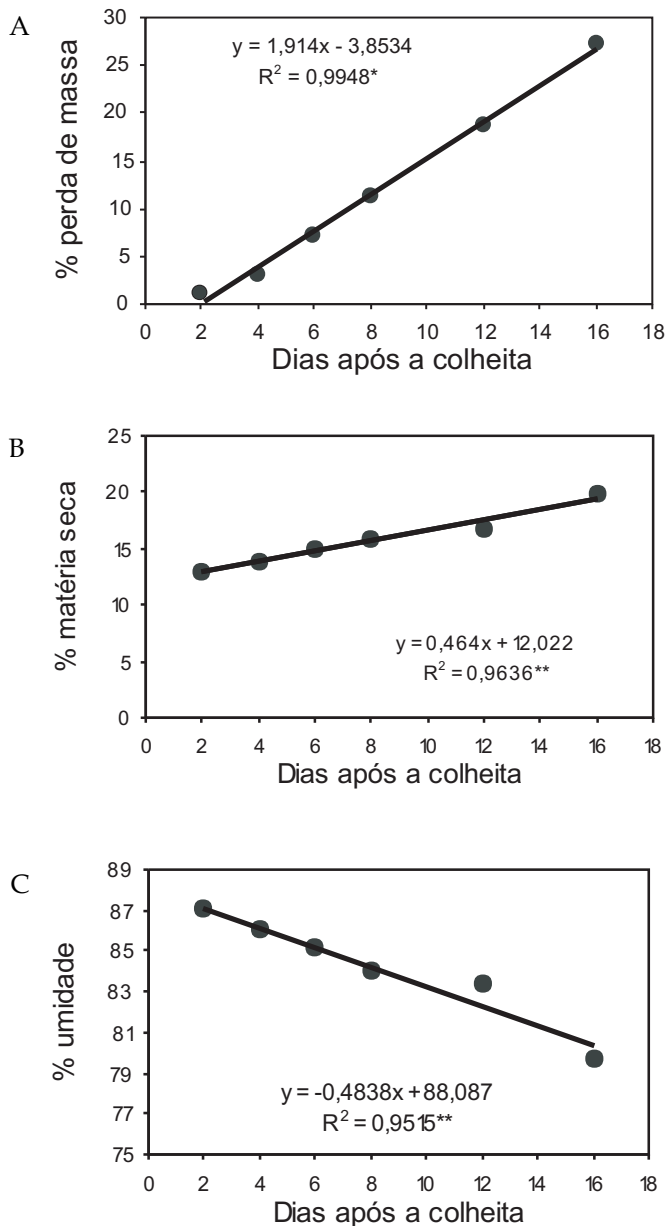 A
30
25
20
15
10
5
0
% perda de massa
y = 1,914x - 3,8534
R² = 0,9948*
0 2 4 6 8 10 12 14 16 18
Dias após a colheita
B
25
20
15
10
5
0
% matéria seca
y = 0,464x + 12,022
R² = 0,9636**
0 2 4 6 8 10 12 14 16 18
Dias após a colheita
C
89
87
85
83
81
79
77
75
% umidade
y = -0,4838x + 88,087
R² = 0,9515**
0 2 4 6 8 10 12 14 16 18
Dias após a colheita